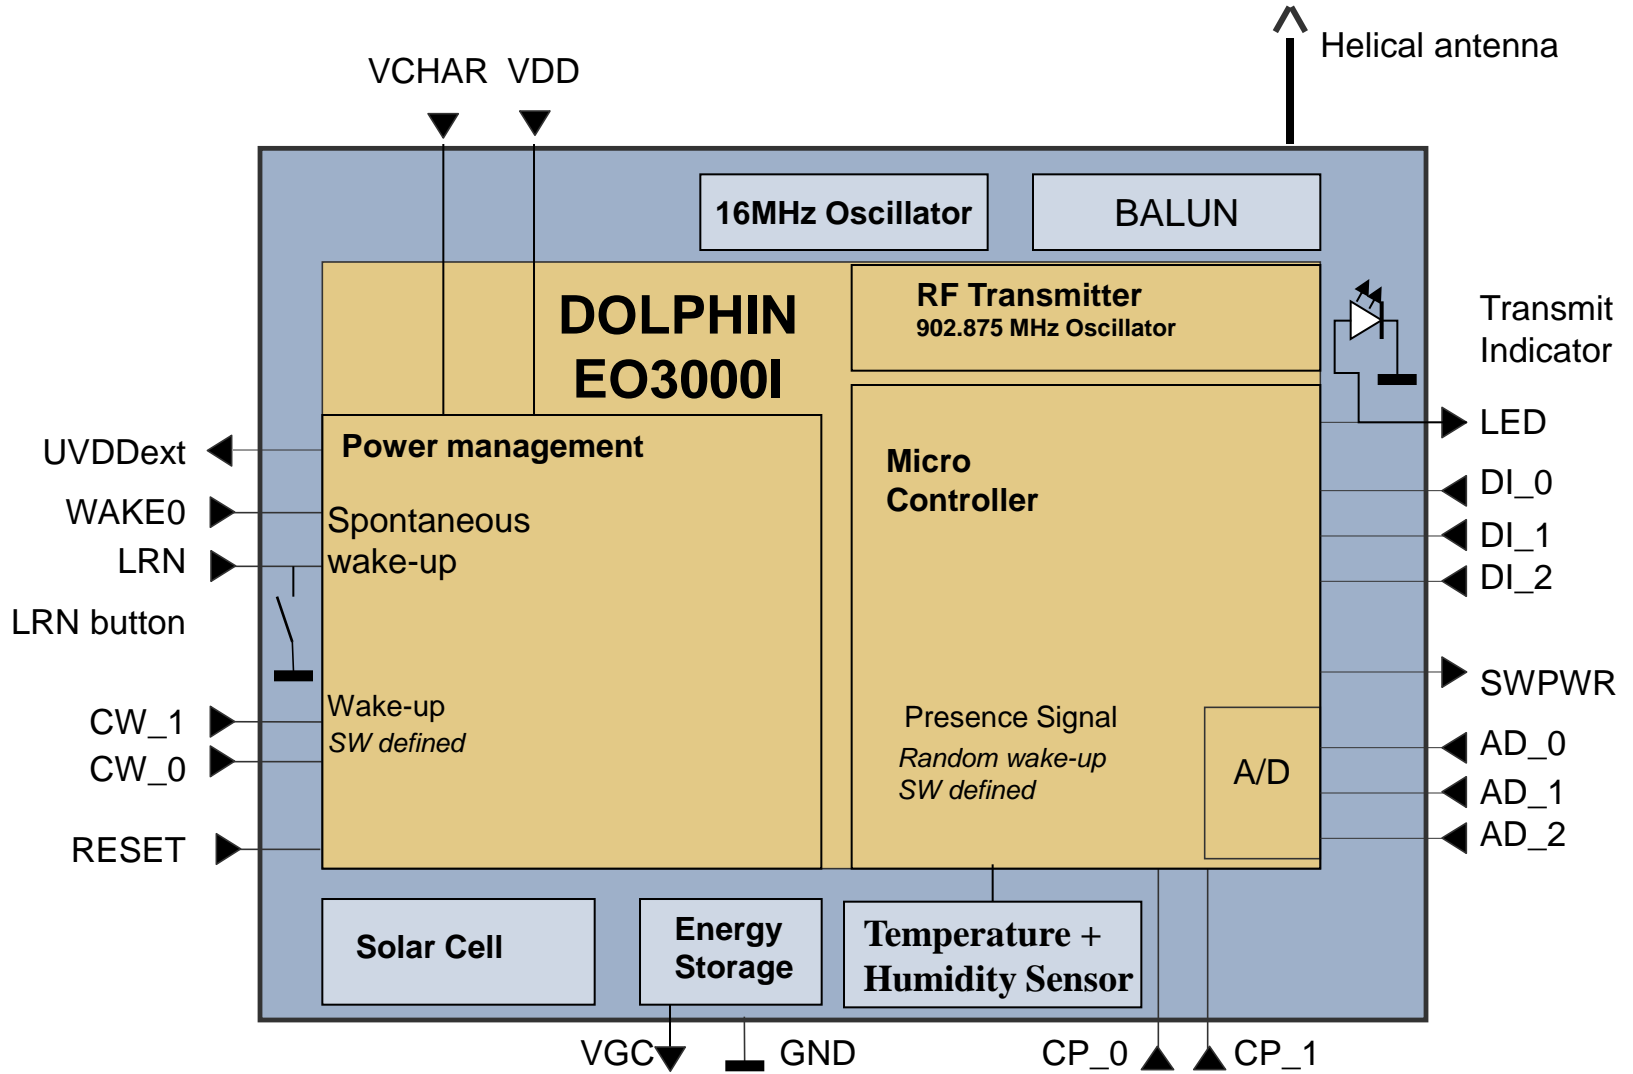 Helical antenna
VCHAR VDD
16MHz Oscillator
BALUN
DOLPHIN
EO3000I
RF Transmitter
902.875 MHz Oscillator
Transmit
Indicator
LED
UVDDext
WAKE0
LRN
LRN button
CW_1
CW_0
RESET
Power management
Spontaneous
wake-up
Wake-up
SW defined
Micro
Controller
Presence Signal
Random wake-up
SW defined
A/D
DI_0
DI_1
DI_2
SWPWR
AD_0
AD_1
AD_2
Solar Cell
Energy
Storage
Temperature +
Humidity Sensor
VGC
GND
CP_0
CP_1